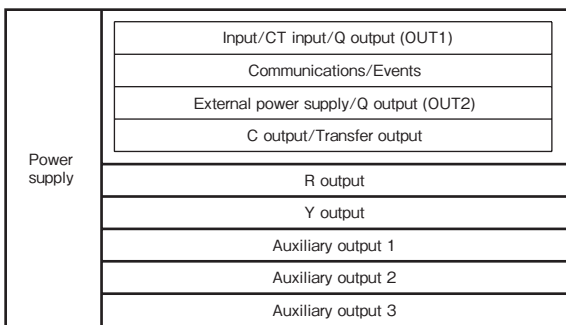 Input/CT input/Q output (OUT1)
Communications/Events
External power supply/Q output (OUT2)
C output/Transfer output
Power
supply
R output
Y output
Auxiliary output 1
Auxiliary output 2
Auxiliary output 3